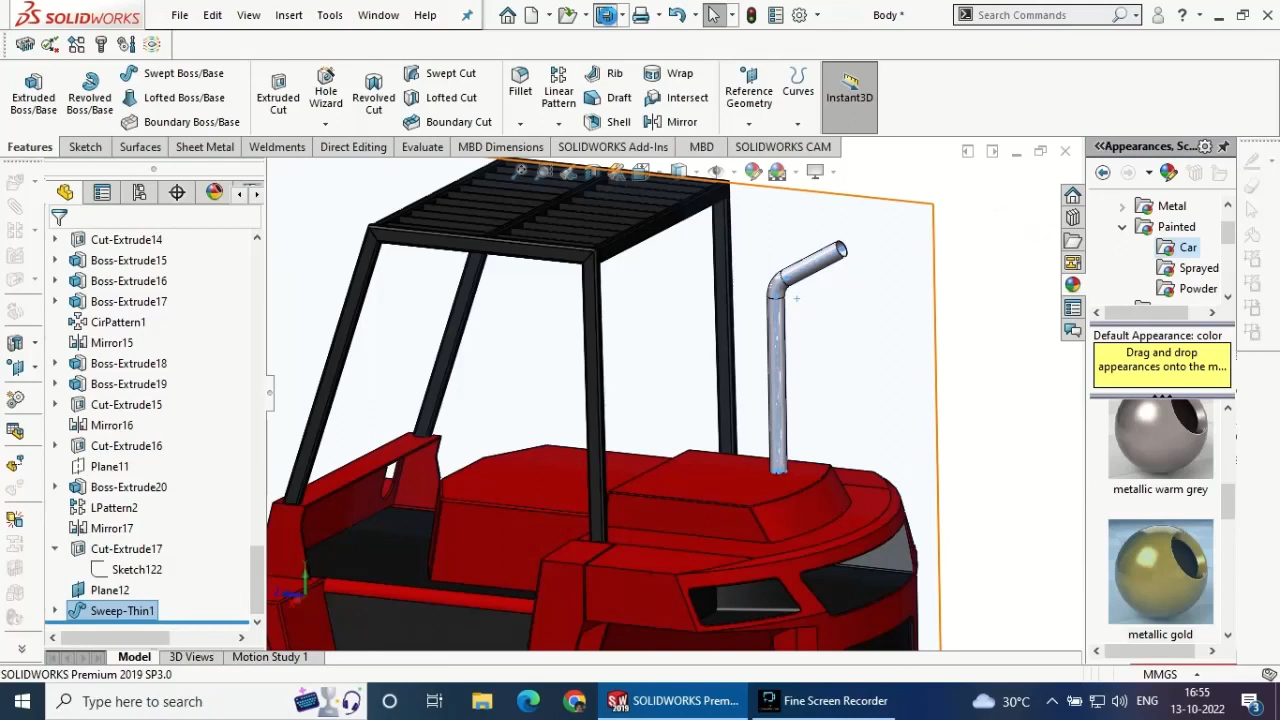 SOLIDWORKS
File
Edit
View
Insert
Tools
Window
Help
Body *
Search Commands
Extruded Boss/Base
Revolved Boss/Base
Swept Boss/Base
Lofted Boss/Base
Boundary Boss/Base
Extruded Cut
Hole Wizard
Revolved Cut
Swept Cut
Lofted Cut
Boundary Cut
Fillet
Linear Pattern
Rib
Draft
Shell
Wrap
Intersect
Mirror
Reference Geometry
Curves
Instant3D
Features
Sketch
Surfaces
Sheet Metal
Weldments
Direct Editing
Evaluate
MBD Dimensions
SOLIDWORKS Add-Ins
MBD
SOLIDWORKS CAM
Cut-Extrude14
Boss-Extrude15
Boss-Extrude16
Boss-Extrude17
CirPattern1
Mirror15
Boss-Extrude18
Boss-Extrude19
Cut-Extrude15
Mirror16
Cut-Extrude16
Plane11
Boss-Extrude20
LPattern2
Mirror17
Cut-Extrude17
Sketch122
Plane12
Sweep-Thin1
<<Appearances, Sc...
Metal
Painted
Car
Sprayed
Powder
Default Appearance: color
Drag and drop
appearances onto the m...
metallic warm grey
metallic gold
Model
3D Views
Motion Study 1
SOLIDWORKS Premium 2019 SP3.0
MMGS
Type here to search
SW
2019
SOLIDWORKS Prem...
Fine Screen Recorder
30°C
ENG
16:55
13-10-2022
3